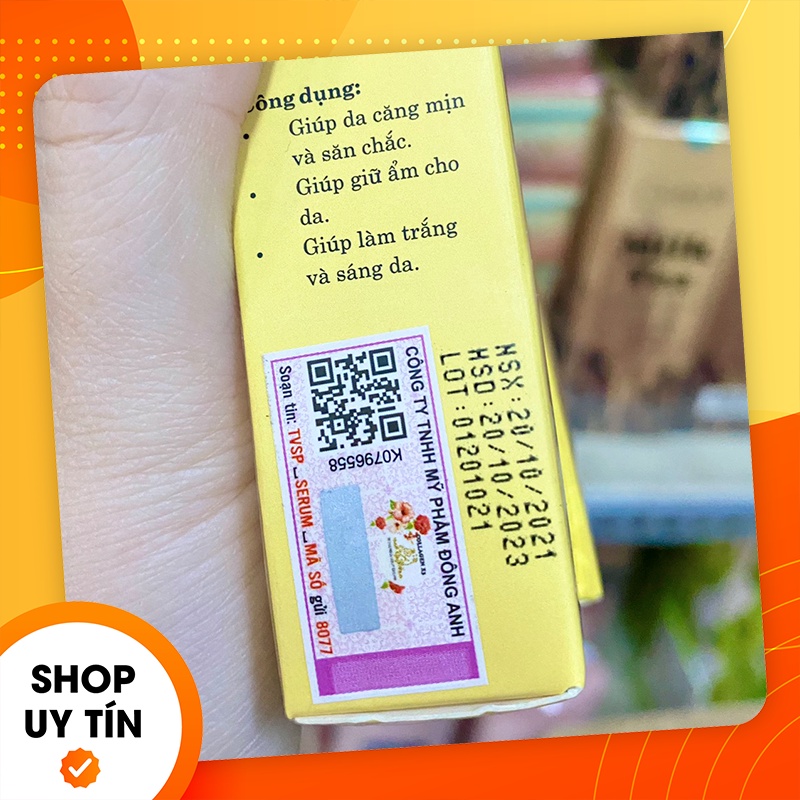 Công dụng:
• Giúp da căng mịn
và săn chắc.
• Giúp giữ ẩm cho
da.
• Giúp làm trắng
và sáng da.
NSX: 20/10/2021
HSD: 20/10/2023
LOT: 01201021
CÔNG TY TNHH MỸ PHẨM ĐÔNG ANH
K0796558
COLLAGEN X3
Soạn tin: TVSP_SERUM_MÃ SỐ gửi 8077
SHOP
UY TÍN